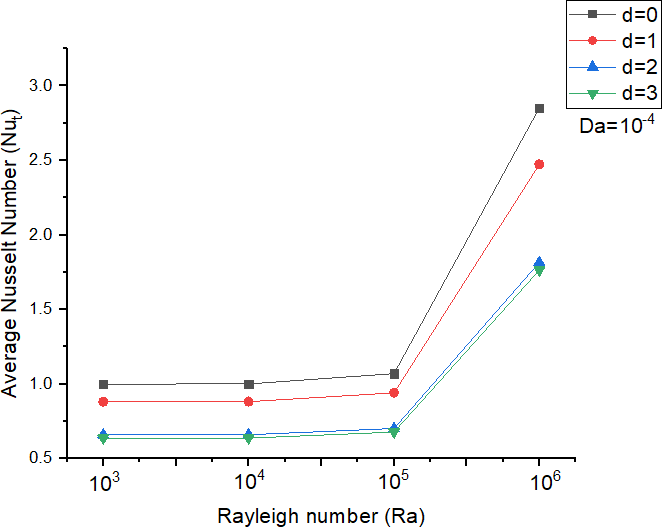 d=0
d=1
d=2
d=3
Da=10⁻⁴
3.0
2.5
2.0
1.5
1.0
0.5
Average Nusselt Number (Nuₜ)
10³ 10⁴ 10⁵ 10⁶
Rayleigh number (Ra)